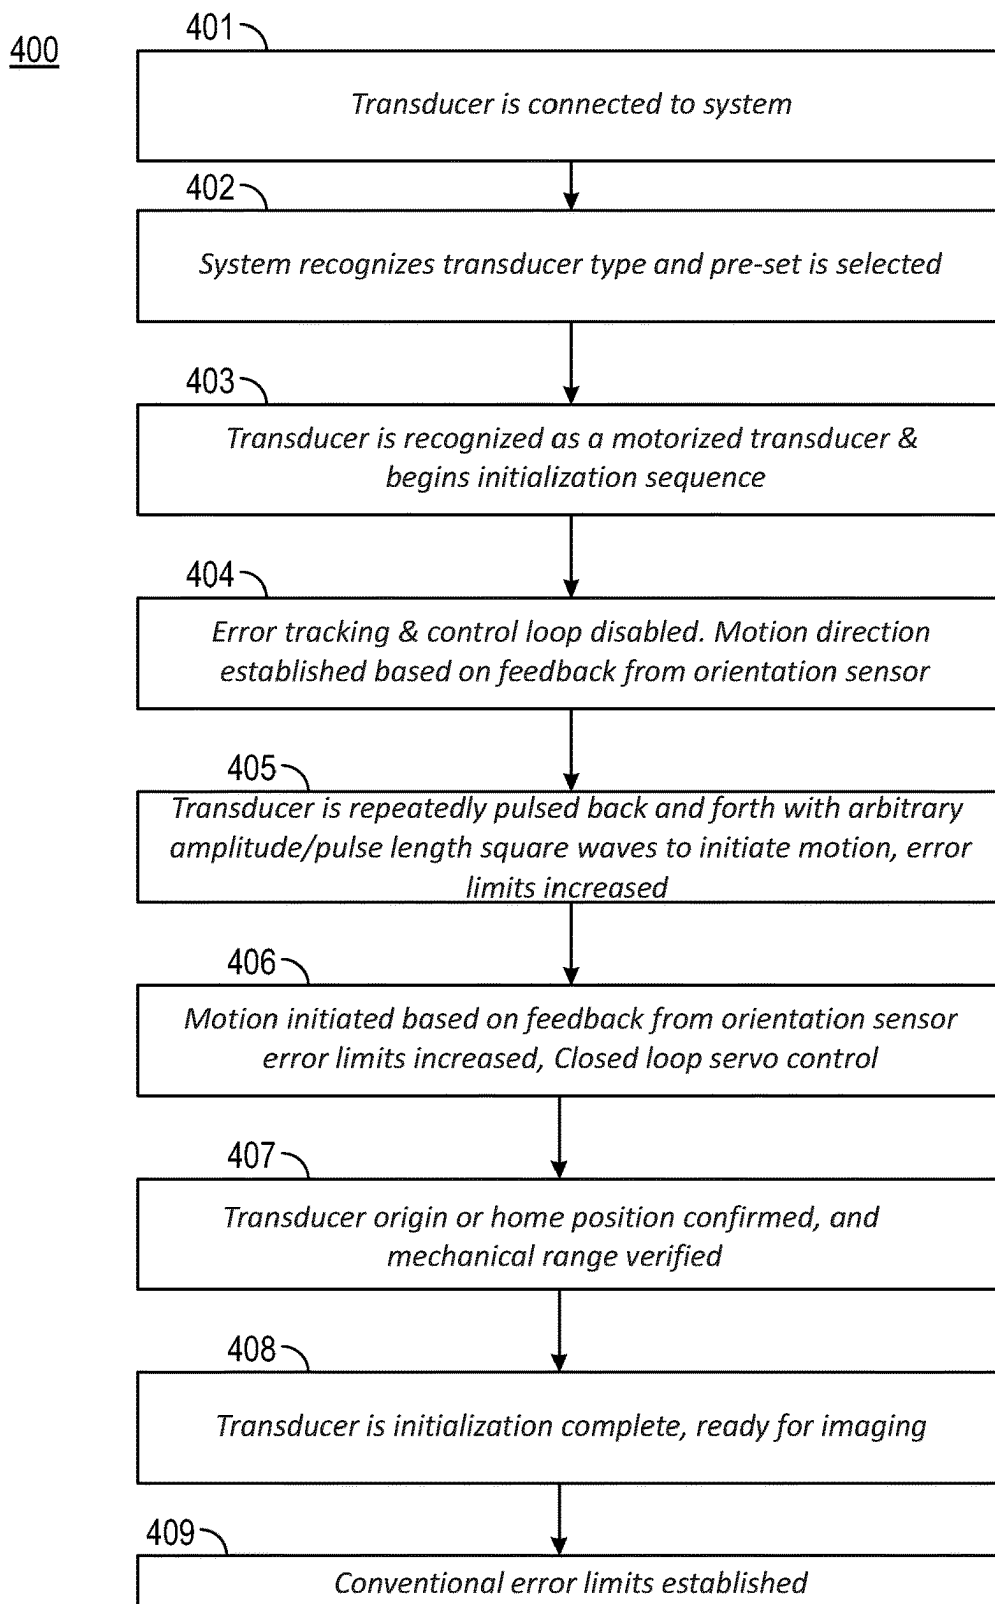 400
401
Transducer is connected to system
402
System recognizes transducer type and pre-set is selected
403
Transducer is recognized as a motorized transducer &
begins initialization sequence
404
Error tracking & control loop disabled. Motion direction
established based on feedback from orientation sensor
405
Transducer is repeatedly pulsed back and forth with arbitrary
amplitude/pulse length square waves to initiate motion, error
limits increased
406
Motion initiated based on feedback from orientation sensor
error limits increased, Closed loop servo control
407
Transducer origin or home position confirmed, and
mechanical range verified
408
Transducer is initialization complete, ready for imaging
409
Conventional error limits established